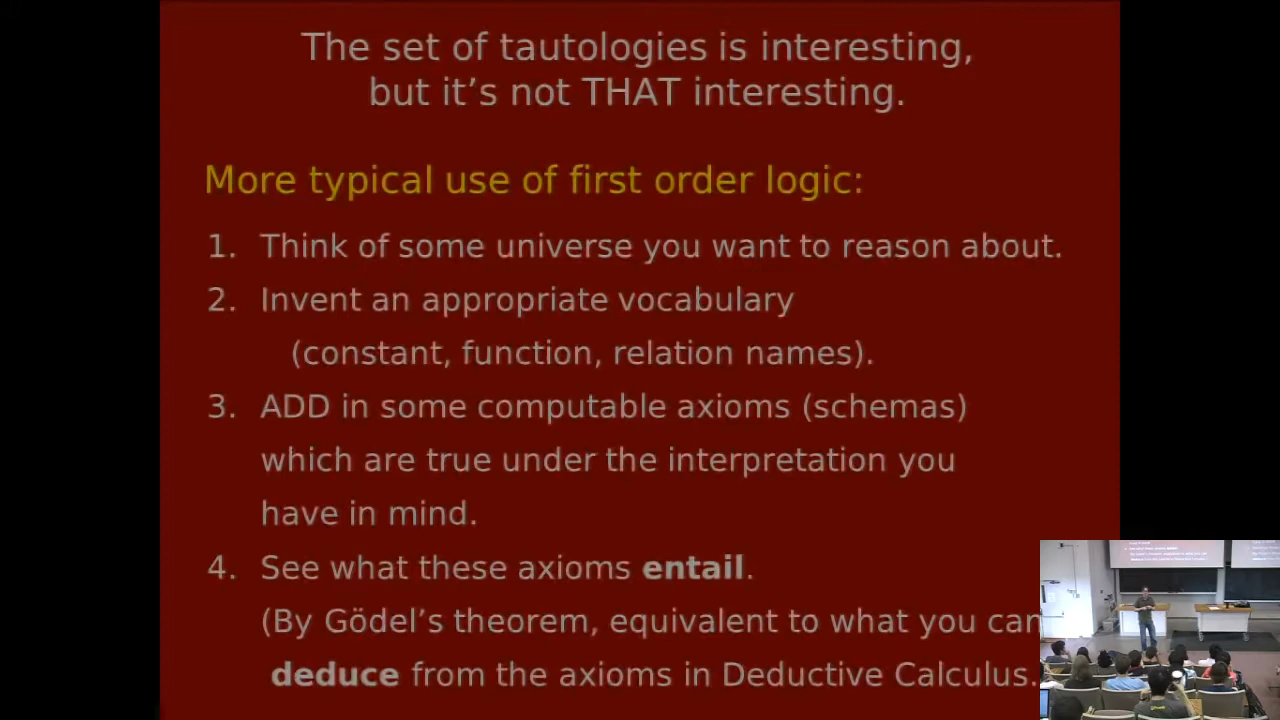 The set of tautologies is interesting,
but it’s not THAT interesting.
More typical use of first order logic:
1. Think of some universe you want to reason about.
2. Invent an appropriate vocabulary
(constant, function, relation names).
3. ADD in some computable axioms (schemas)
which are true under the interpretation you
have in mind.
4. See what these axioms entail.
(By Gödel’s theorem, equivalent to what you can
deduce from the axioms in Deductive Calculus.